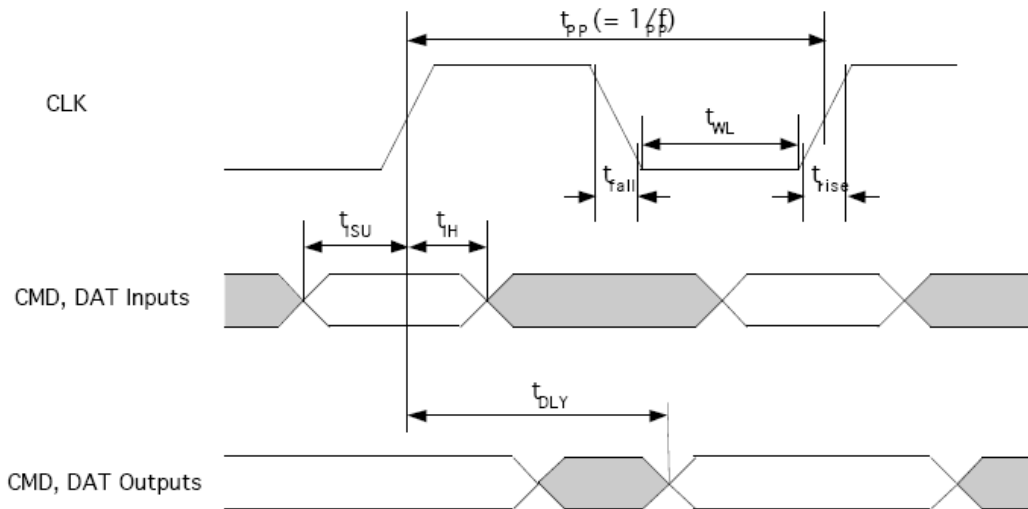 t_PP (= 1/f_PP)
CLK
t_WL
t_fall
t_rise
t_ISU
t_IH
CMD, DAT Inputs
t_DLY
CMD, DAT Outputs